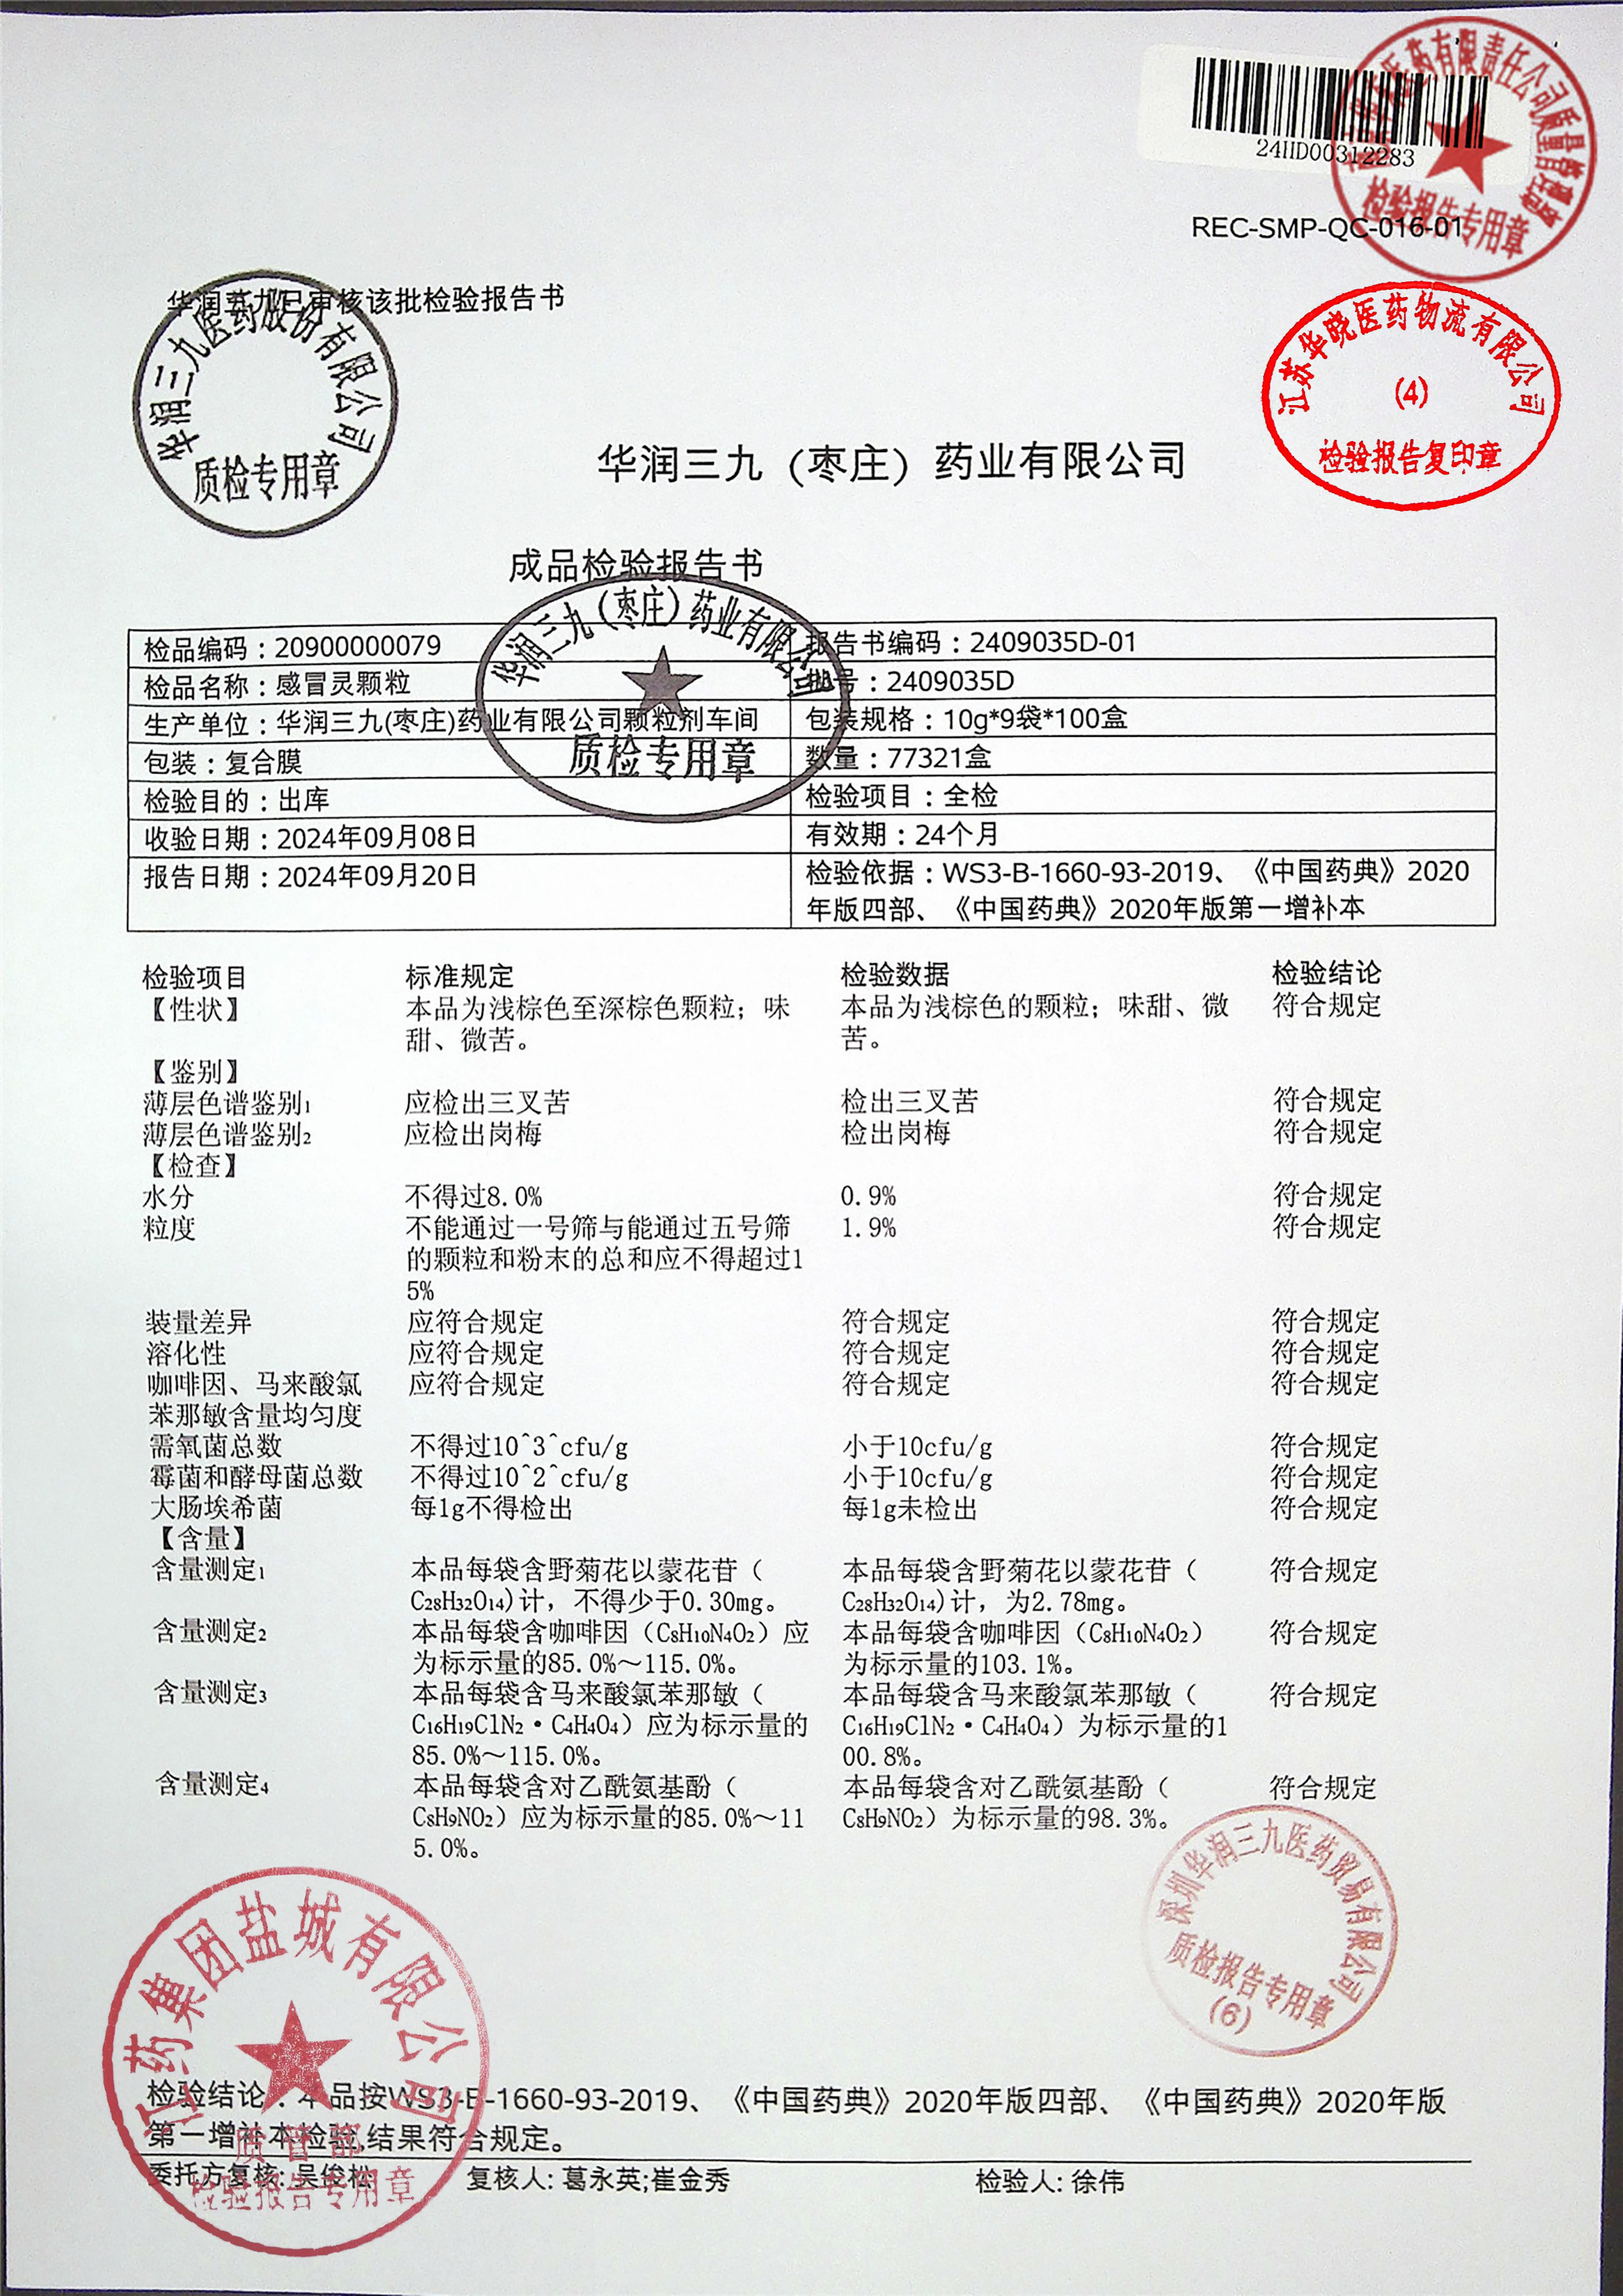 24IID00312283
REC-SMP-QC-016-01
检验报告专用章
华润三九已审核该批检验报告书
华润三九医药股份有限公司
质检专用章
江苏华晓医药物流有限公司
(4)
检验报告复印章
华润三九（枣庄）药业有限公司
成品检验报告书
华润三九（枣庄）药业有限公司
质检专用章
检品编码：20900000079 报告书编码：2409035D-01
检品名称：感冒灵颗粒 批号：2409035D
生产单位：华润三九(枣庄)药业有限公司颗粒剂车间 包装规格：10g*9袋*100盒
包装：复合膜 数量：77321盒
检验目的：出库 检验项目：全检
收验日期：2024年09月08日 有效期：24个月
报告日期：2024年09月20日 检验依据：WS3-B-1660-93-2019、《中国药典》2020
年版四部、《中国药典》2020年版第一增补本
检验项目 标准规定 检验数据 检验结论
【性状】 本品为浅棕色至深棕色颗粒；味 本品为浅棕色的颗粒；味甜、微 符合规定
甜、微苦。 苦。
【鉴别】
薄层色谱鉴别1 应检出三叉苦 检出三叉苦 符合规定
薄层色谱鉴别2 应检出岗梅 检出岗梅 符合规定
【检查】
水分 不得过8.0% 0.9% 符合规定
粒度 不能通过一号筛与能通过五号筛 1.9% 符合规定
的颗粒和粉末的总和应不得超过1
5%
装量差异 应符合规定 符合规定 符合规定
溶化性 应符合规定 符合规定 符合规定
咖啡因、马来酸氯 应符合规定 符合规定 符合规定
苯那敏含量均匀度
需氧菌总数 不得过10^3^cfu/g 小于10cfu/g 符合规定
霉菌和酵母菌总数 不得过10^2^cfu/g 小于10cfu/g 符合规定
大肠埃希菌 每1g不得检出 每1g未检出 符合规定
【含量】
含量测定1 本品每袋含野菊花以蒙花苷（ 本品每袋含野菊花以蒙花苷（ 符合规定
C28H32O14)计，不得少于0.30mg。 C28H32O14)计，为2.78mg。
含量测定2 本品每袋含咖啡因（C8H10N4O2）应 本品每袋含咖啡因（C8H10N4O2） 符合规定
为标示量的85.0%～115.0%。 为标示量的103.1%。
含量测定3 本品每袋含马来酸氯苯那敏（ 本品每袋含马来酸氯苯那敏（ 符合规定
C16H19ClN2·C4H4O4）应为标示量的 C16H19ClN2·C4H4O4）为标示量的1
85.0%～115.0%。 00.8%。
含量测定4 本品每袋含对乙酰氨基酚（ 本品每袋含对乙酰氨基酚（ 符合规定
C8H9NO2）应为标示量的85.0%～11 C8H9NO2）为标示量的98.3%。
5.0%。
深圳华润三九医药贸易有限公司
质检报告专用章
(6)
江药集团盐城有限公司
质管部
检验报告专用章
检验结论：本品按WS3-B-1660-93-2019、《中国药典》2020年版四部、《中国药典》2020年版
第一增补本检验,结果符合规定。
委托方复核: 吴俊松 复核人: 葛永英;崔金秀 检验人: 徐伟